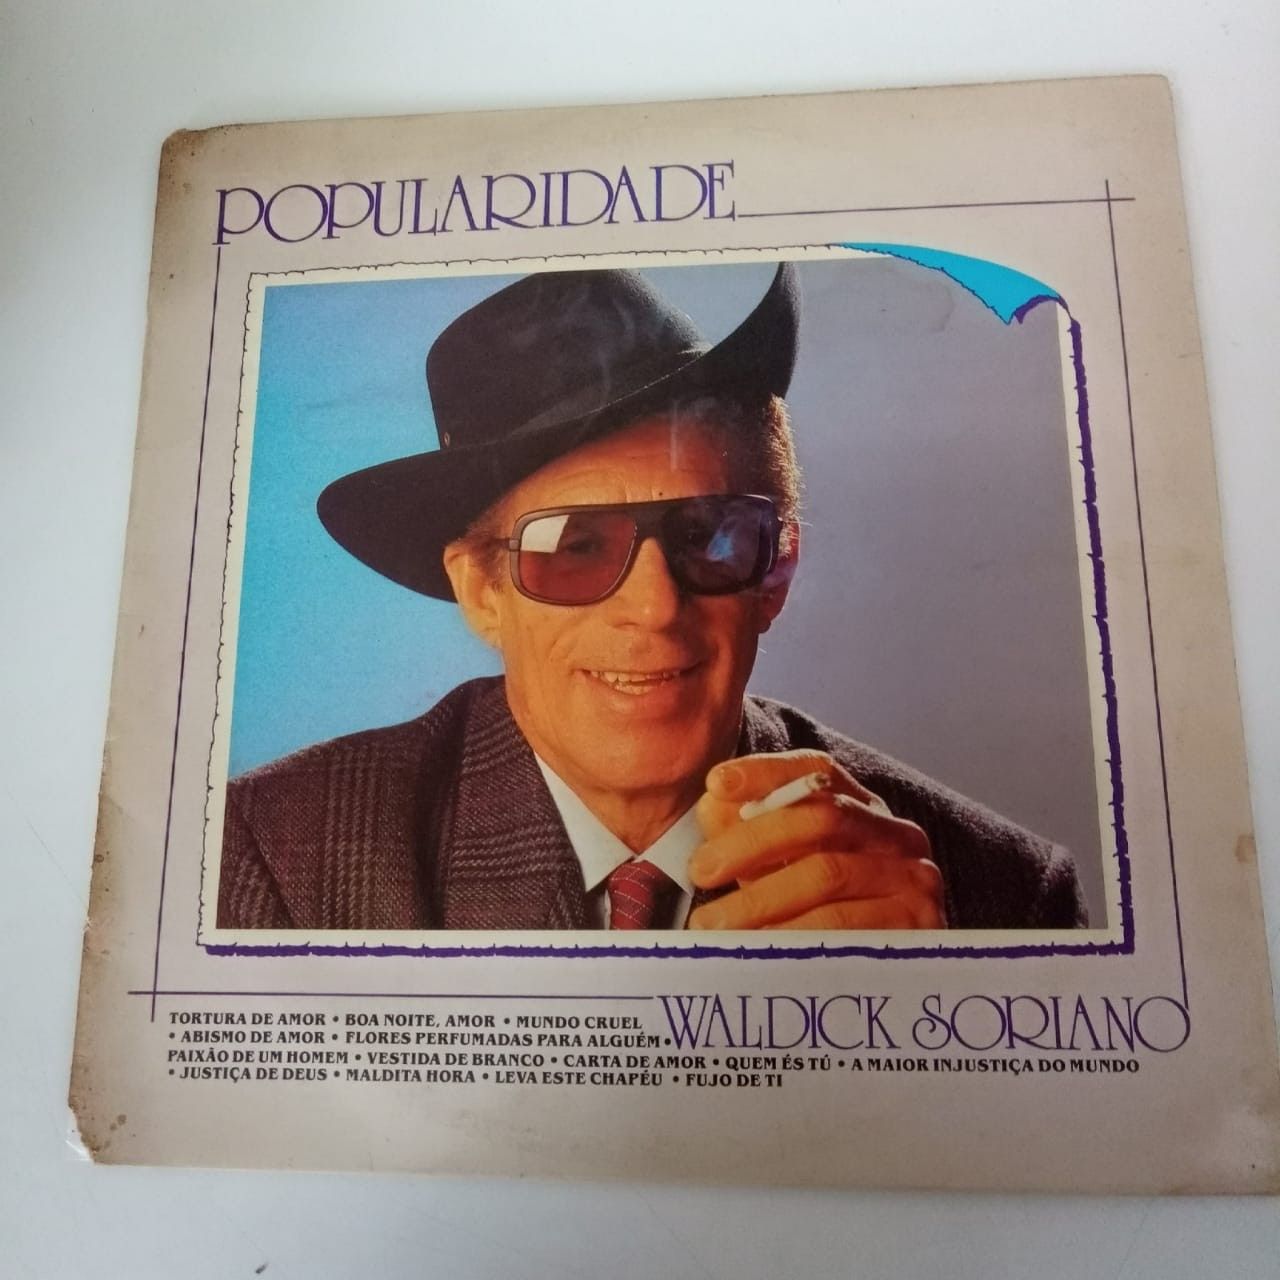 POPULARIDADE
WALDICK SORIANO
TORTURA DE AMOR • BOA NOITE, AMOR • MUNDO CRUEL
• ABISMO DE AMOR • FLORES PERFUMADAS PARA ALGUÉM •
PAIXÃO DE UM HOMEM • VESTIDA DE BRANCO • CARTA DE AMOR • QUEM ÉS TÚ • A MAIOR INJUSTIÇA DO MUNDO
• JUSTIÇA DE DEUS • MALDITA HORA • LEVA ESTE CHAPÉU • FUJO DE TI